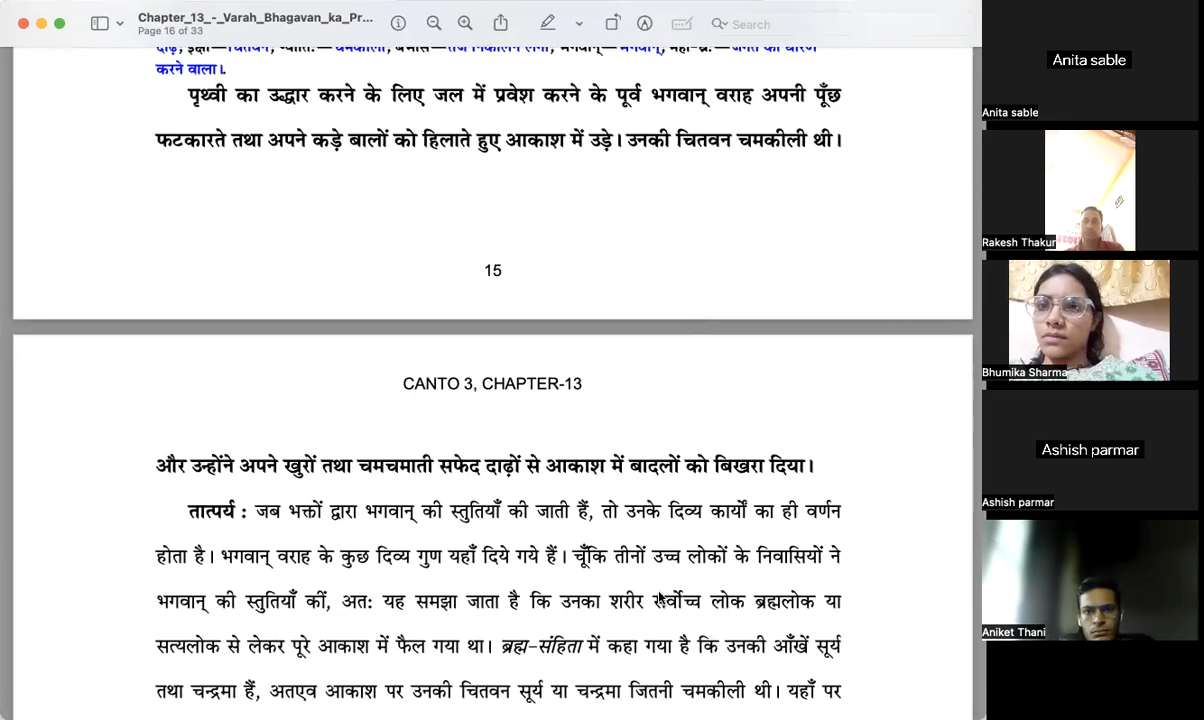 Chapter_13_-_Varah_Bhagavan_ka_Pr...
Page 16 of 33
Search
करने वाला।
पृथ्वी का उद्धार करने के लिए जल में प्रवेश करने के पूर्व भगवान् वराह अपनी पूँछ
फटकारते तथा अपने कड़े बालों को हिलाते हुए आकाश में उड़े। उनकी चितवन चमकीली थी।
15
CANTO 3, CHAPTER-13
और उन्होंने अपने खुरों तथा चमचमाती सफेद दाढ़ों से आकाश में बादलों को बिखरा दिया।
तात्पर्य : जब भक्तों द्वारा भगवान् की स्तुतियाँ की जाती हैं, तो उनके दिव्य कार्यों का ही वर्णन
होता है। भगवान् वराह के कुछ दिव्य गुण यहाँ दिये गये हैं। चूँकि तीनों उच्च लोकों के निवासियों ने
भगवान् की स्तुतियाँ कीं, अतः यह समझा जाता है कि उनका शरीर सर्वोच्च लोक ब्रह्मलोक या
सत्यलोक से लेकर पूरे आकाश में फैल गया था। ब्रह्म-संहिता में कहा गया है कि उनकी आँखें सूर्य
तथा चन्द्रमा हैं, अतएव आकाश पर उनकी चितवन सूर्य या चन्द्रमा जितनी चमकीली थी। यहाँ पर
Anita sable
Anita sable
Rakesh Thakur
Bhumika Sharma
Ashish parmar
Ashish parmar
Aniket Thani